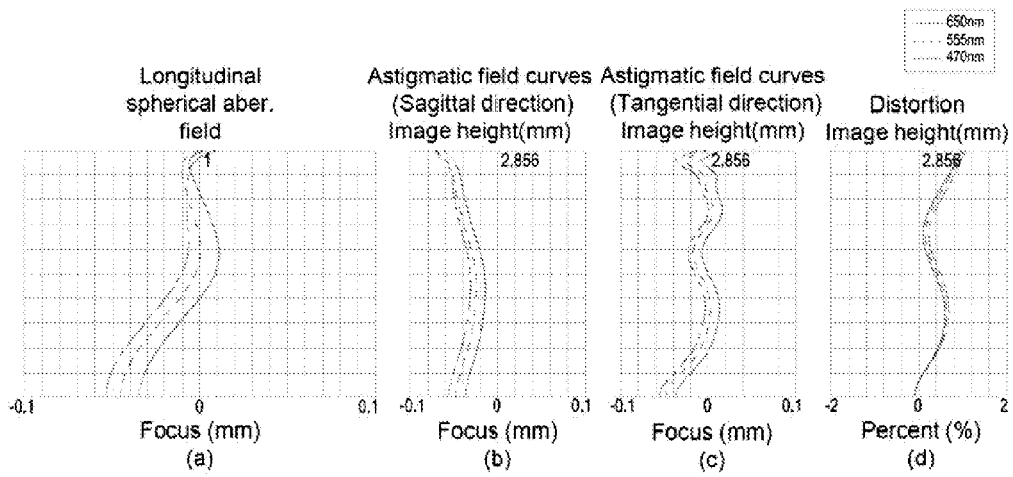 650nm
555nm
470nm
Longitudinal
spherical aber.
field
Astigmatic field curves
(Sagittal direction)
Image height(mm)
Astigmatic field curves
(Tangential direction)
Image height(mm)
Distortion
Image height(mm)
1
2.856
2.856
2.856
-0.1 0 0.1
-0.1 0 0.1
-0.1 0 0.1
-2 0 2
Focus (mm)
Focus (mm)
Focus (mm)
Percent (%)
(a)
(b)
(c)
(d)